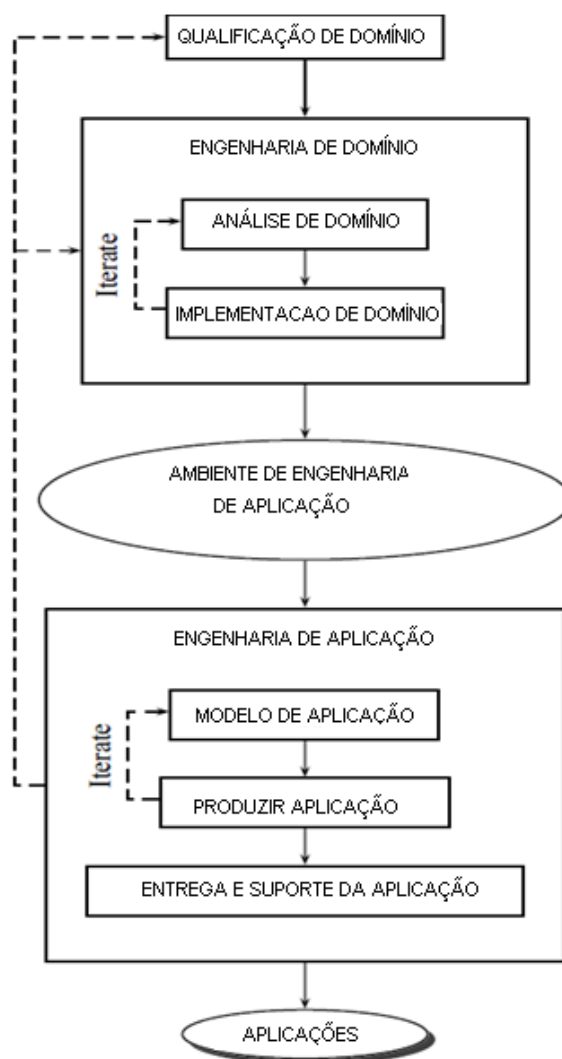 QUALIFICAÇÃO DE DOMÍNIO
ENGENHARIA DE DOMÍNIO
ANÁLISE DE DOMÍNIO
Iterate
IMPLEMENTACAO DE DOMÍNIO
AMBIENTE DE ENGENHARIA
DE APLICAÇÃO
ENGENHARIA DE APLICAÇÃO
MODELO DE APLICAÇÃO
Iterate
PRODUZIR APLICAÇÃO
ENTREGA E SUPORTE DA APLICAÇÃO
APLICAÇÕES